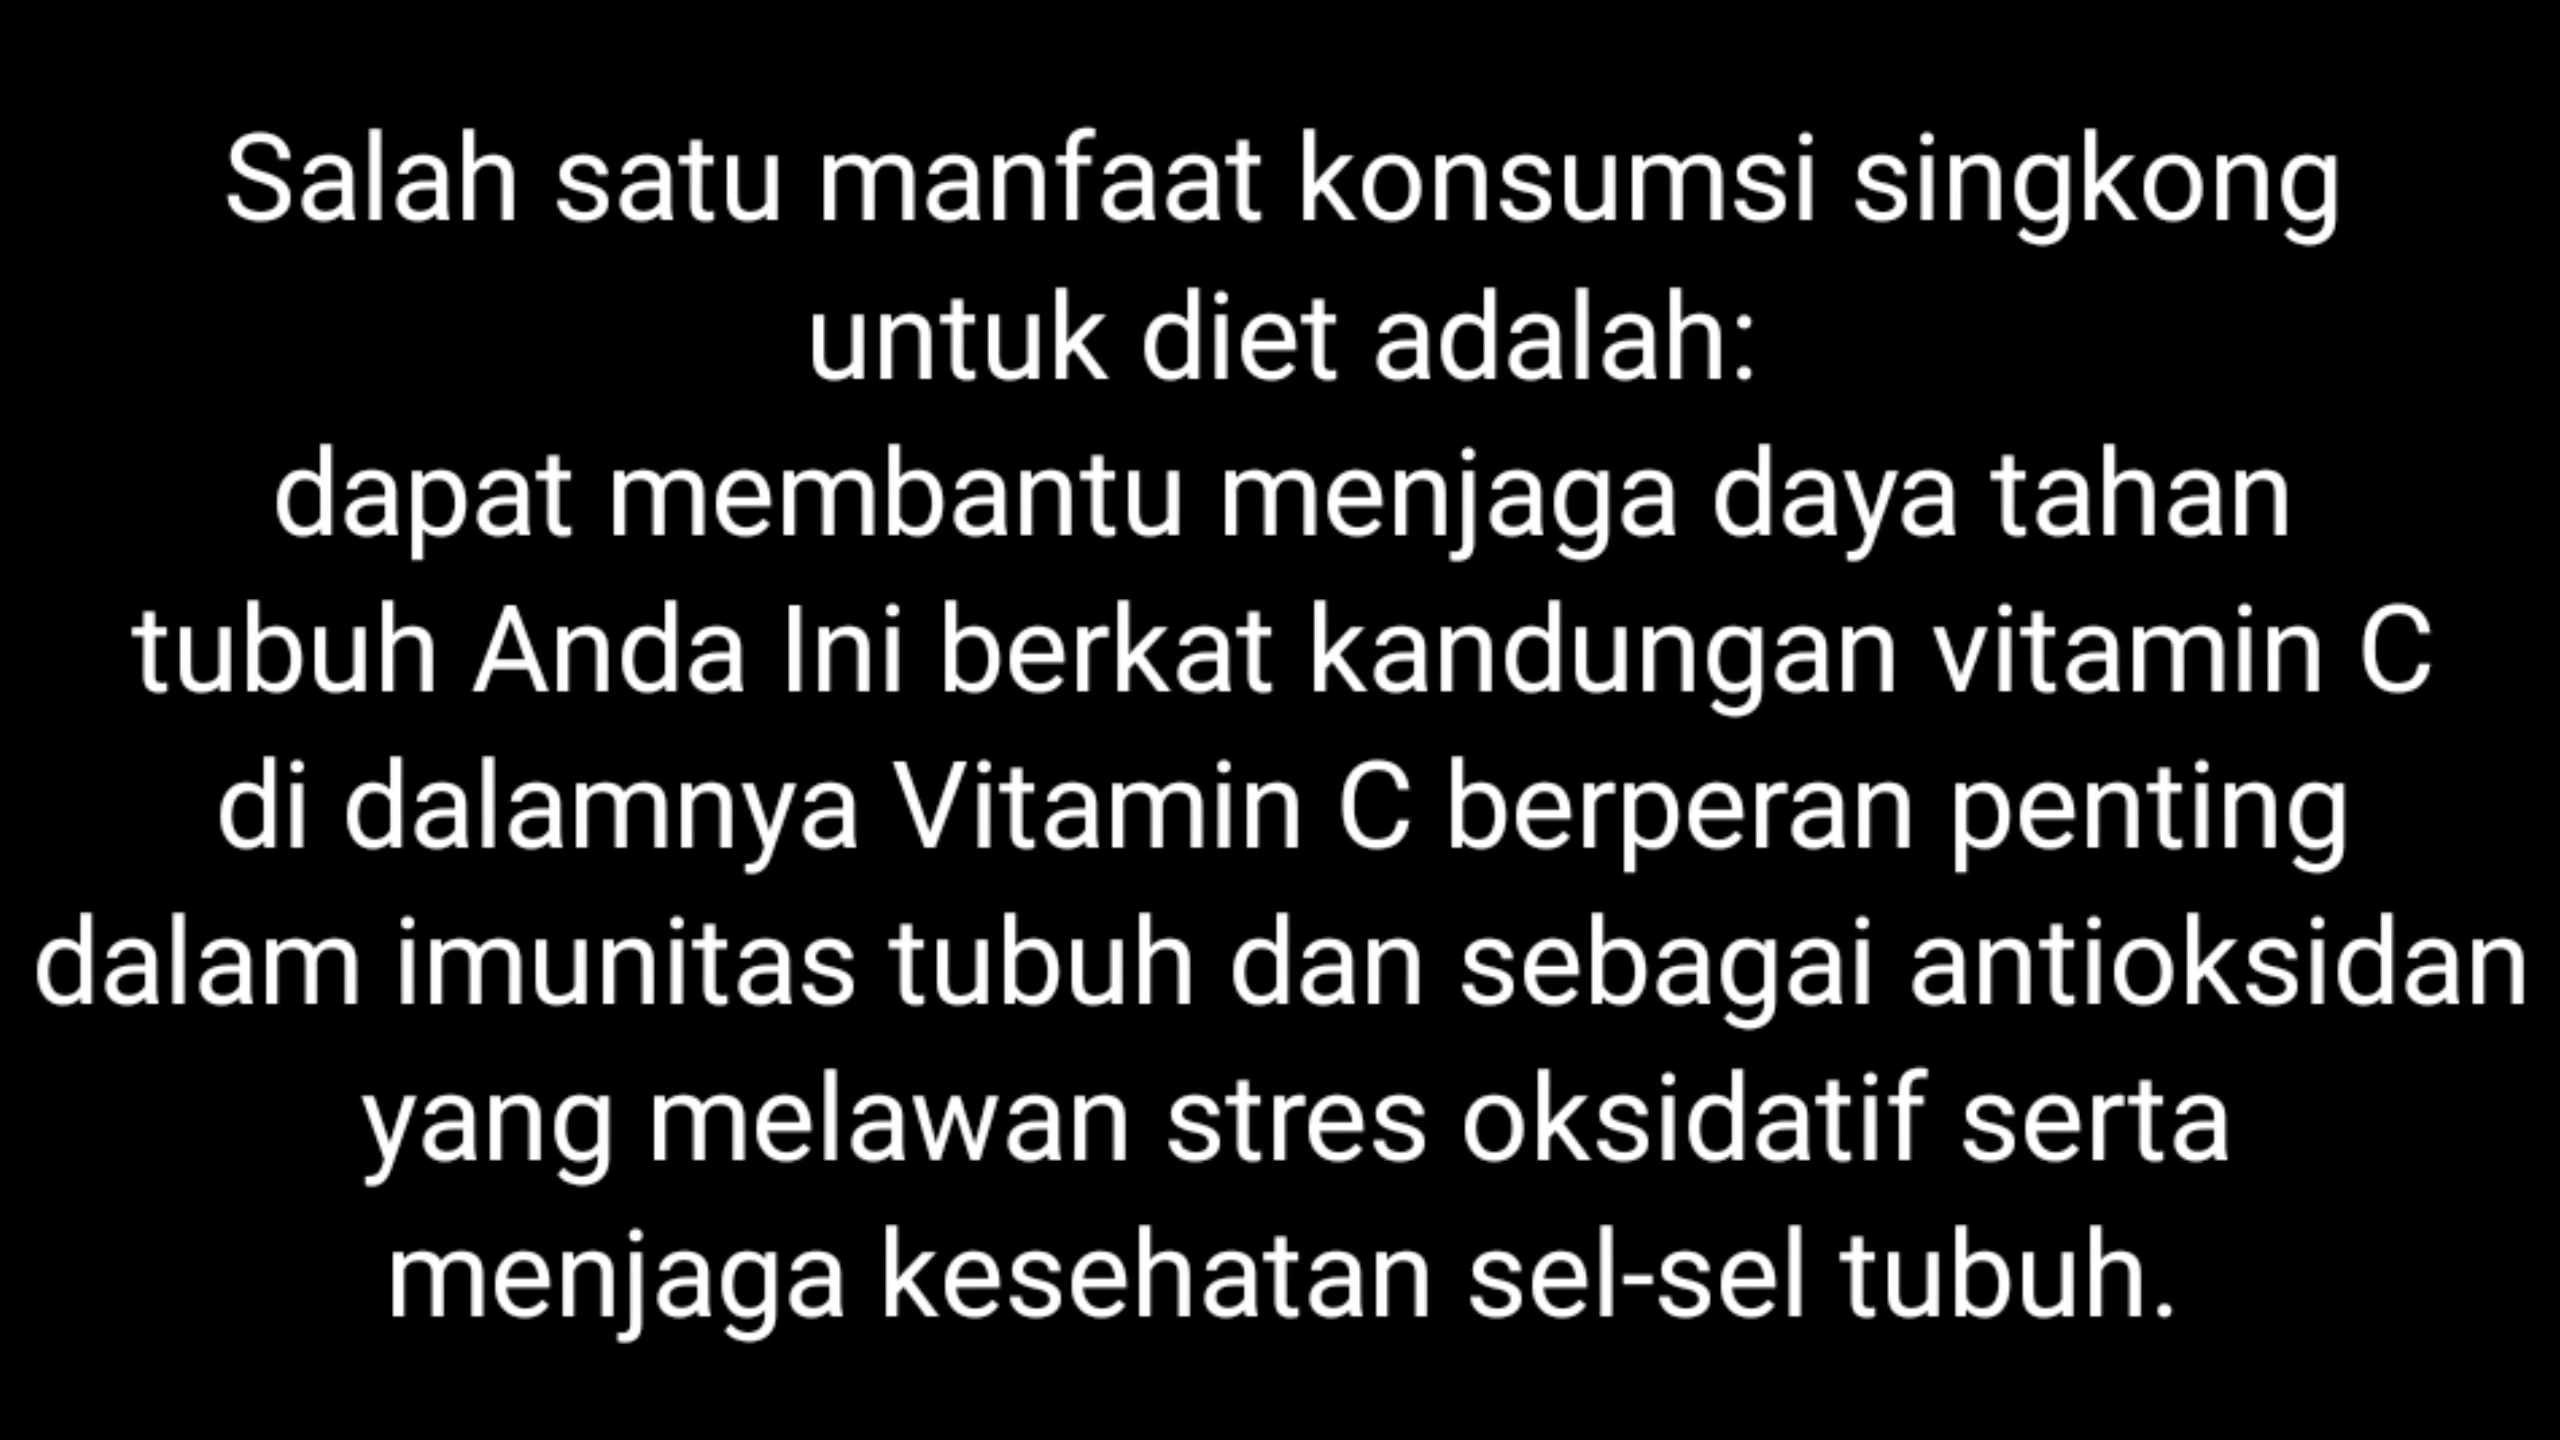 Salah satu manfaat konsumsi singkong
untuk diet adalah:
dapat membantu menjaga daya tahan
tubuh Anda Ini berkat kandungan vitamin C
di dalamnya Vitamin C berperan penting
dalam imunitas tubuh dan sebagai antioksidan
yang melawan stres oksidatif serta
menjaga kesehatan sel-sel tubuh.